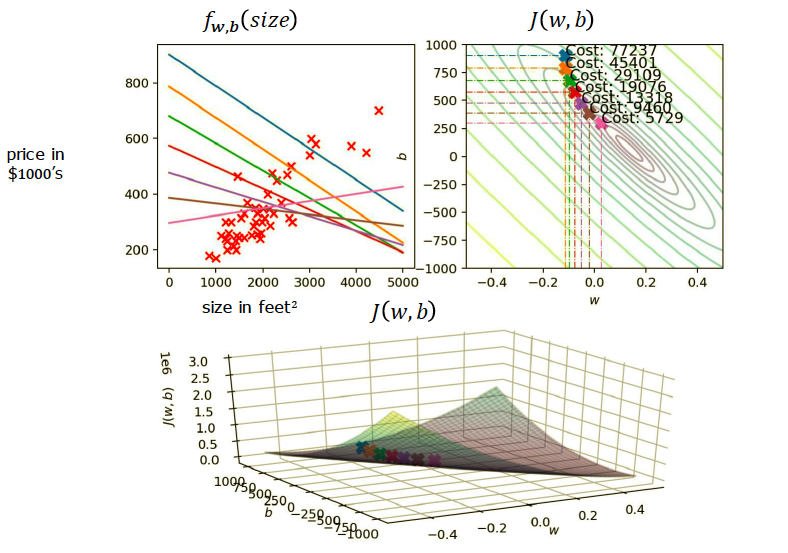 f_{w,b}(size)
J(w, b)
price in
$1000's
800
600
400
200
0
1000
2000
3000
4000
5000
size in feet²
b
1000
750
500
250
0
−250
−500
−750
−1000
Cost: 77237
Cost: 45401
Cost: 29109
Cost: 19076
Cost: 13318
Cost: 9460
Cost: 5729
−0.4
−0.2
0.0
0.2
0.4
w
J(w, b)
1e6
J(w,b)
3.0
2.5
2.0
1.5
1.0
0.5
0.0
1000
750
500
250
0
−250
−500
−750
−1000
b
−0.4
−0.2
0.0
0.2
0.4
w